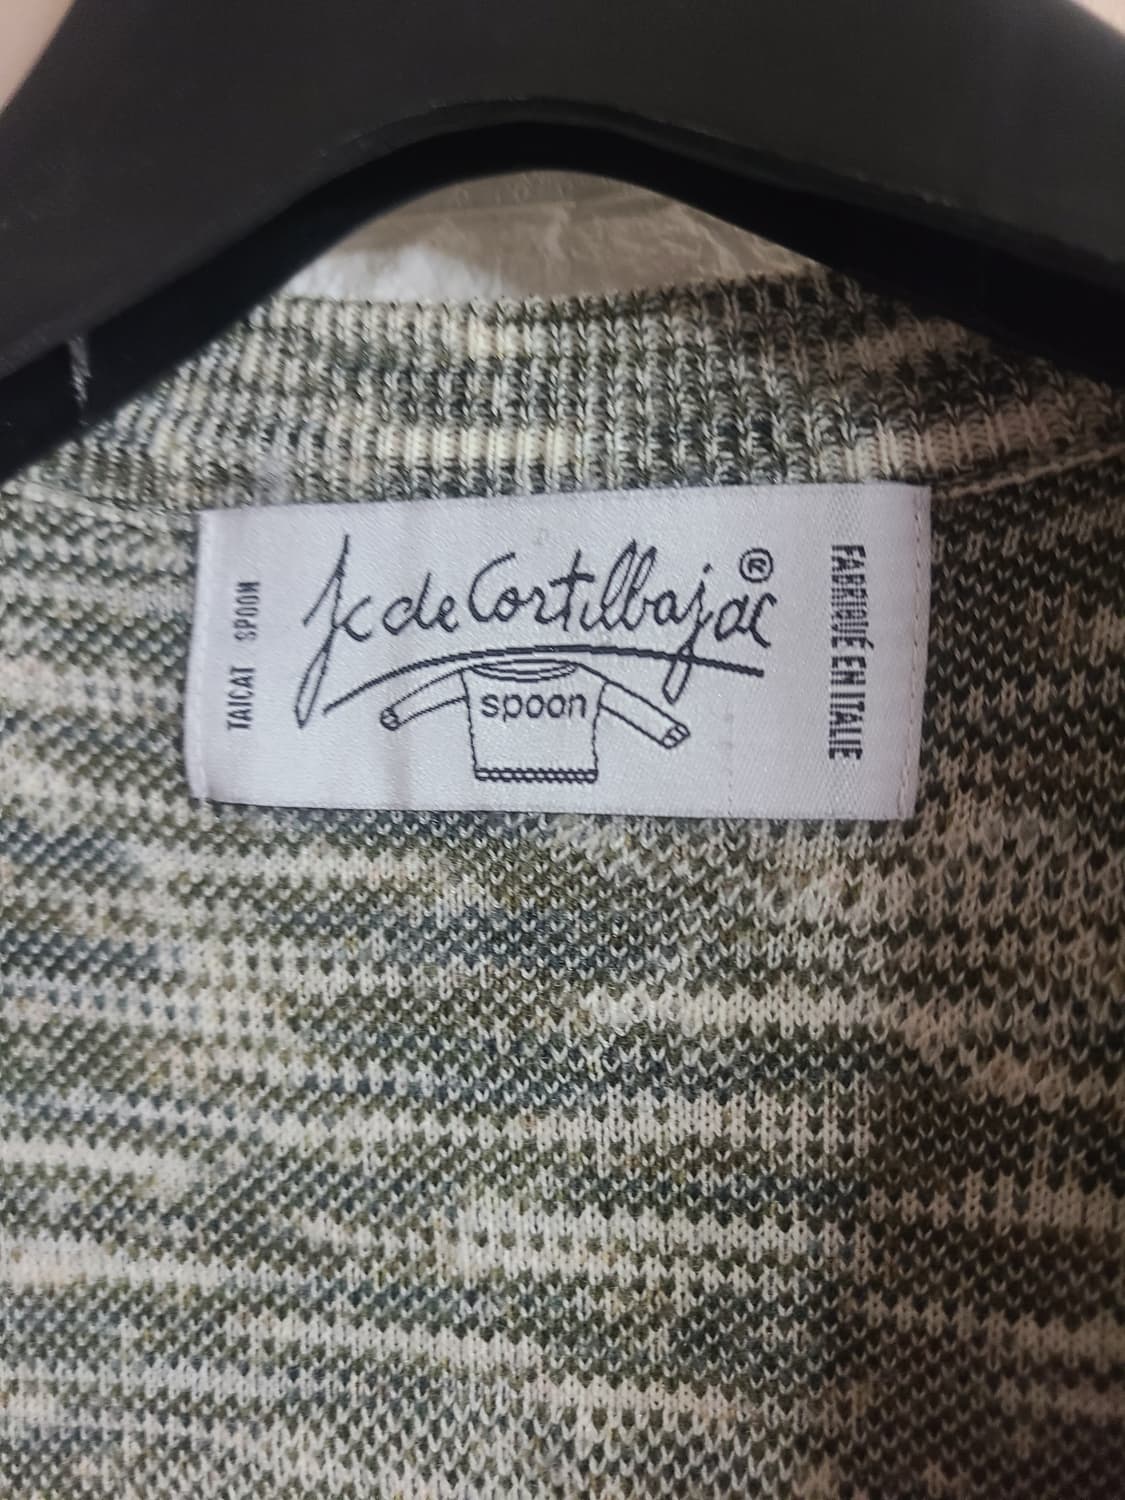 TAICAT SPOON
Jc de Castelbajac ®
spoon
FABRIQUÉ EN ITALIE